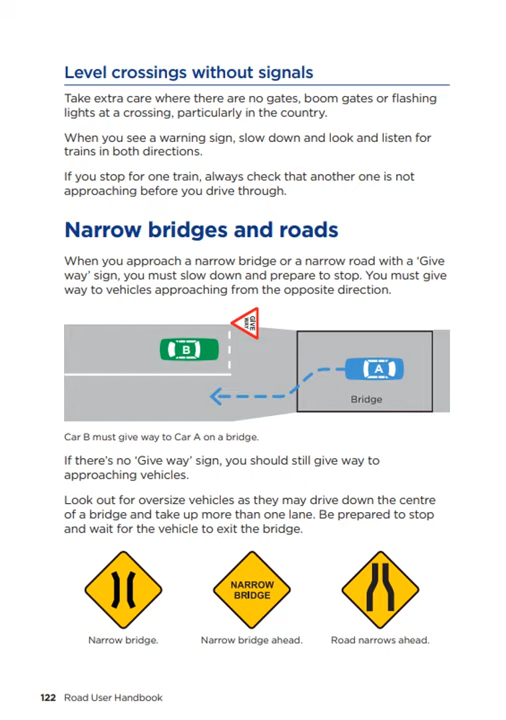 Level crossings without signals
Take extra care where there are no gates, boom gates or flashing
lights at a crossing, particularly in the country.
When you see a warning sign, slow down and look and listen for
trains in both directions.
If you stop for one train, always check that another one is not
approaching before you drive through.
Narrow bridges and roads
When you approach a narrow bridge or a narrow road with a ‘Give
way’ sign, you must slow down and prepare to stop. You must give
way to vehicles approaching from the opposite direction.
GIVE
WAY
B
A
Bridge
Car B must give way to Car A on a bridge.
If there’s no ‘Give way’ sign, you should still give way to
approaching vehicles.
Look out for oversize vehicles as they may drive down the centre
of a bridge and take up more than one lane. Be prepared to stop
and wait for the vehicle to exit the bridge.
NARROW
BRIDGE
Narrow bridge.
Narrow bridge ahead.
Road narrows ahead.
122 Road User Handbook